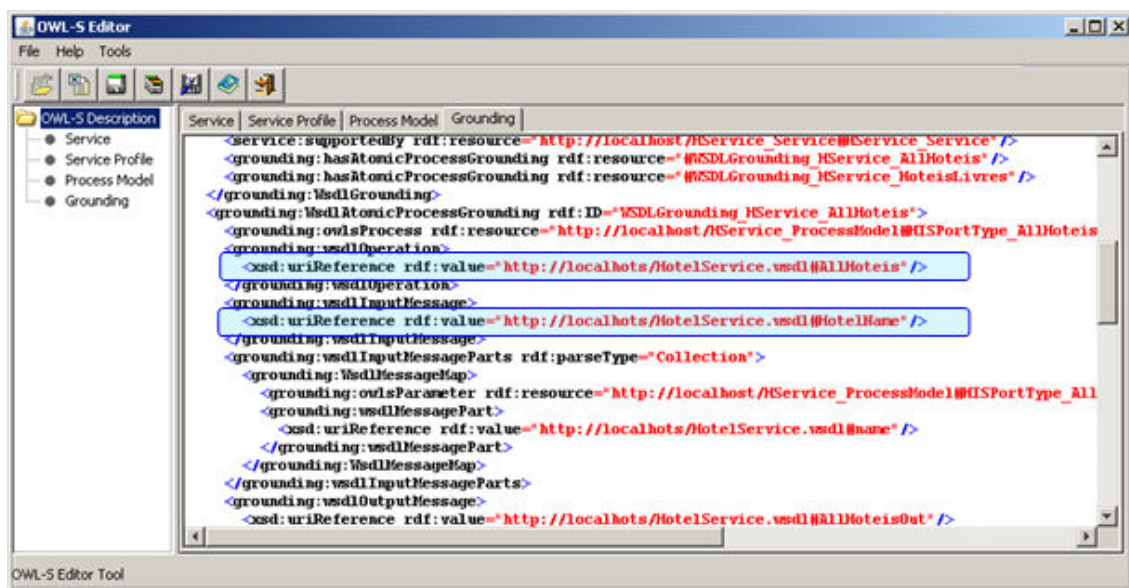 OWL-S Editor
File Help Tools
OWL-S Description
Service
Service Profile
Process Model
Grounding
Service Service Profile Process Model Grounding
<service:supportedBy rdf:resource="http://localhost/HService_Service#HService_Service"/>
<grounding:hasAtomicProcessGrounding rdf:resource="#WSDLGrounding_HService_AllHoteis"/>
<grounding:hasAtomicProcessGrounding rdf:resource="#WSDLGrounding_HService_HoteisLivres"/>
</grounding:WsdlGrounding>
<grounding:WsdlAtomicProcessGrounding rdf:ID="WSDLGrounding_HService_AllHoteis">
<grounding:owlsProcess rdf:resource="http://localhost/HService_ProcessModel#HISPortType_AllHoteis
<grounding:wsdlOperation>
<xsd:uriReference rdf:value="http://localhots/HotelService.wsdl#AllHoteis"/>
</grounding:wsdlOperation>
<grounding:wsdlInputMessage>
<xsd:uriReference rdf:value="http://localhots/HotelService.wsdl#HotelName"/>
</grounding:wsdlInputMessage>
<grounding:wsdlInputMessageParts rdf:parseType="Collection">
<grounding:WsdlMessageMap>
<grounding:owlsParameter rdf:resource="http://localhost/HService_ProcessModel#HISPortType_All
<grounding:wsdlMessagePart>
<xsd:uriReference rdf:value="http://localhots/HotelService.wsdl#name"/>
</grounding:wsdlMessagePart>
</grounding:WsdlMessageMap>
</grounding:wsdlInputMessageParts>
<grounding:wsdlOutputMessage>
<xsd:uriReference rdf:value="http://localhots/HotelService.wsdl#AllHoteisOut"/>
OWL-S Editor Tool